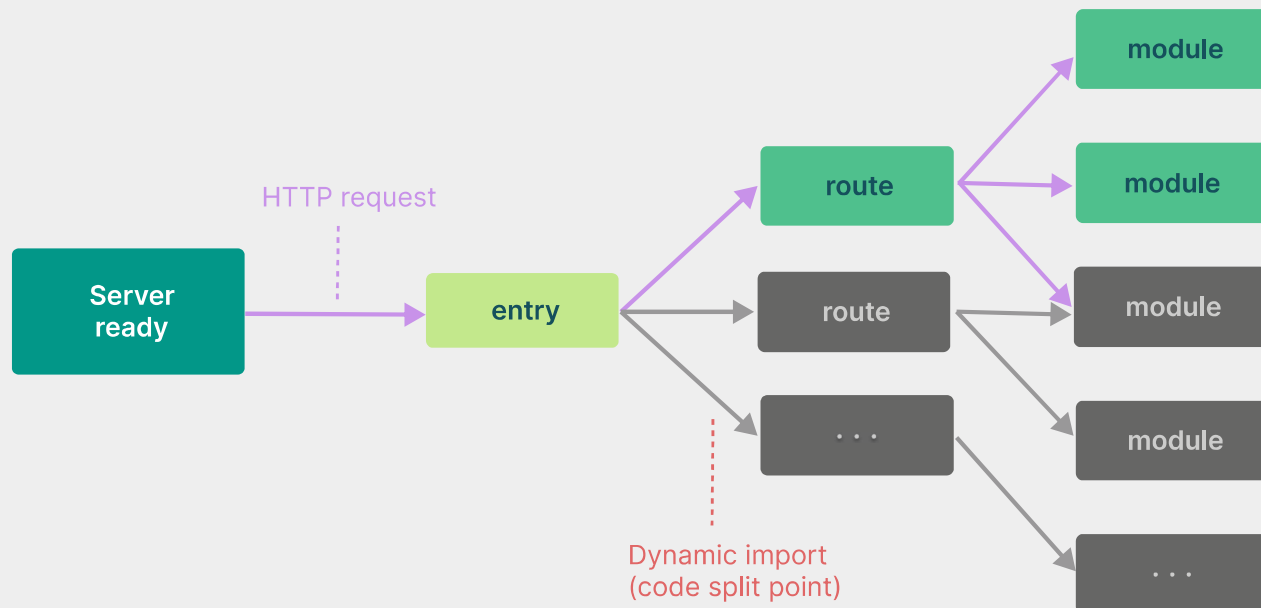 module
HTTP request
route
module
Server
ready
entry
route
module
. . .
module
Dynamic import
(code split point)
. . .